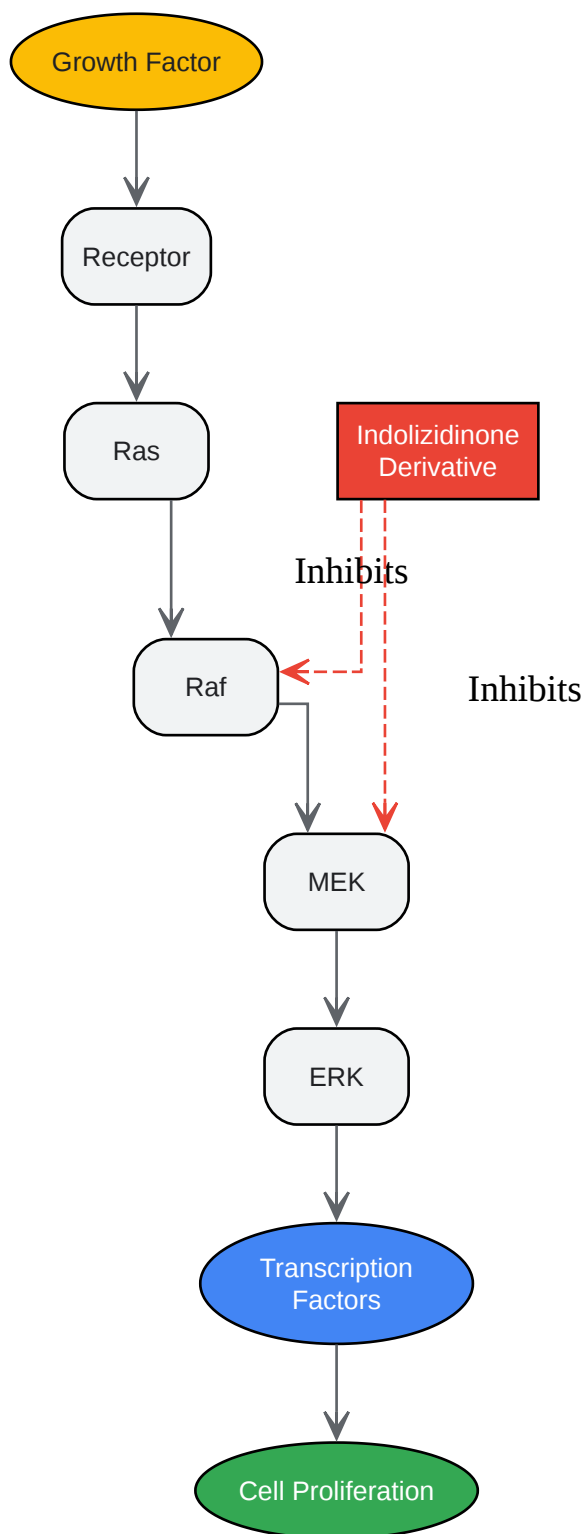 Growth Factor
Receptor
Ras
Indolizidinone
Derivative
Inhibits
Raf
Inhibits
MEK
ERK
Transcription
Factors
Cell Proliferation